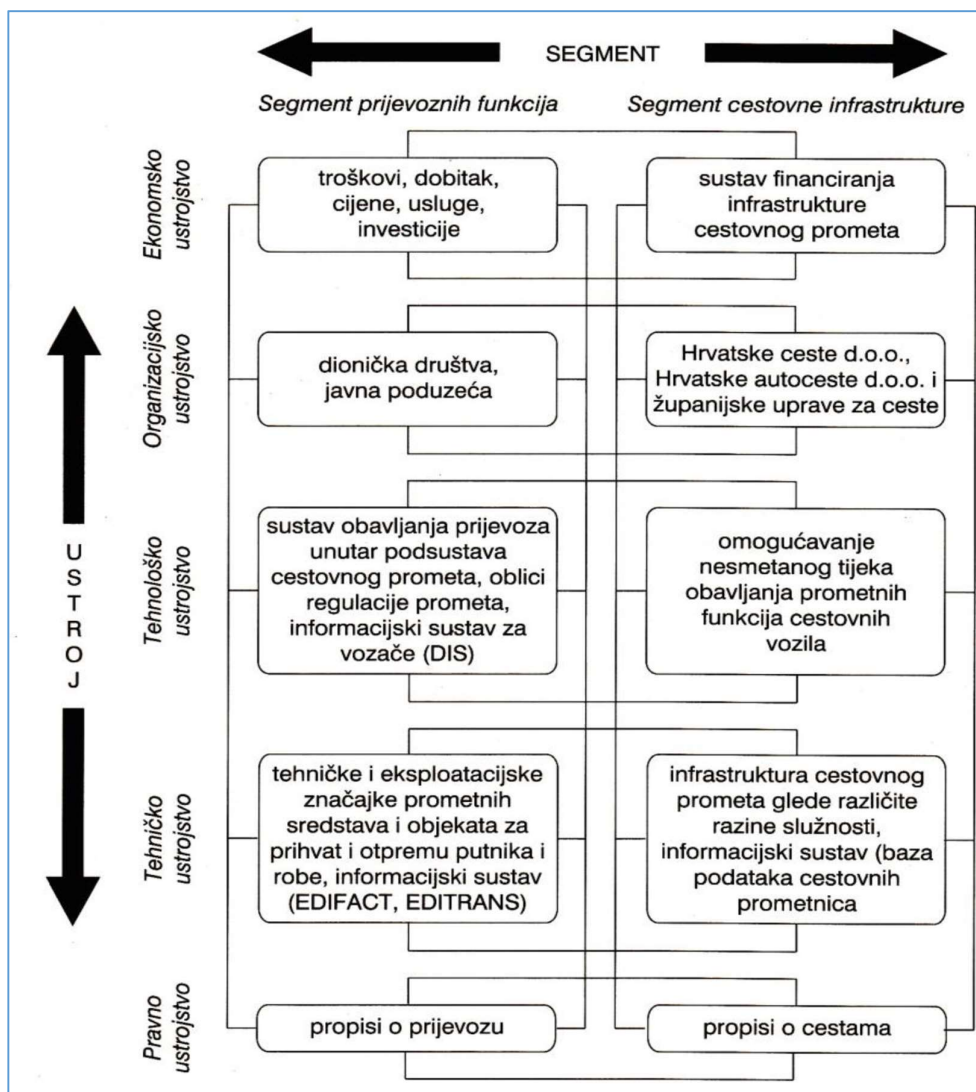 SEGMENT
Segment prijevoznih funkcija
Segment cestovne infrastrukture
Ekonomsko
ustrojstvo
troškovi, dobitak,
cijene, usluge,
investicije
sustav financiranja
infrastrukture
cestovnog prometa
Organizacijsko
ustrojstvo
dionička društva,
javna poduzeća
Hrvatske ceste d.o.o.,
Hrvatske autoceste d.o.o. i
županijske uprave za ceste
USTROJ
Tehnološko
ustrojstvo
sustav obavljanja prijevoza
unutar podsustava
cestovnog prometa, oblici
regulacije prometa,
informacijski sustav za
vozače (DIS)
omogućavanje
nesmetanog tijeka
obavljanja prometnih
funkcija cestovnih
vozila
Tehničko
ustrojstvo
tehničke i eksploatacijske
značajke prometnih
sredstava i objekata za
prihvat i otpremu putnika i
robe, informacijski sustav
(EDIFACT, EDITRANS)
infrastruktura cestovnog
prometa glede različite
razine služnosti,
informacijski sustav (baza
podataka cestovnih
prometnica
Pravno
ustrojstvo
propisi o prijevozu
propisi o cestama